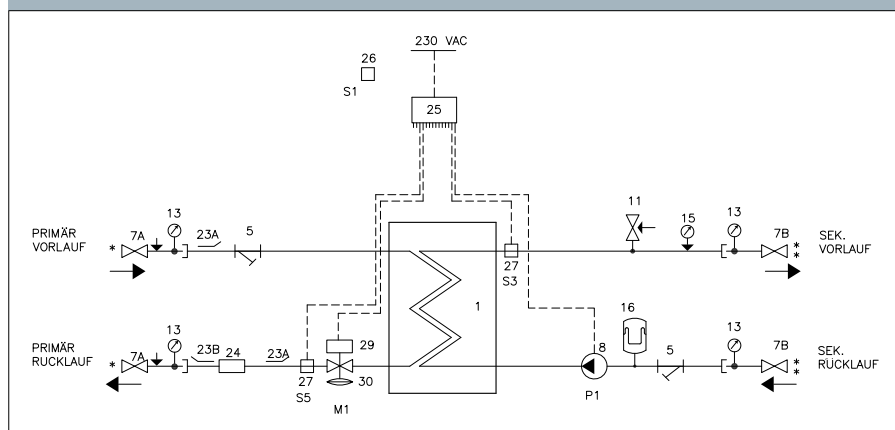 230 VAC
26
S1
25
11
15
13
13
7A
23A
5
PRIMÄR
VORLAUF
*
27
S3
7B
*
*
SEK.
VORLAUF
1
16
13
13
7A
23B
24
23A
29
8
5
7B
PRIMÄR
RÜCKLAUF
*
27
S5
30
M1
P1
*
*
SEK.
RÜCKLAUF